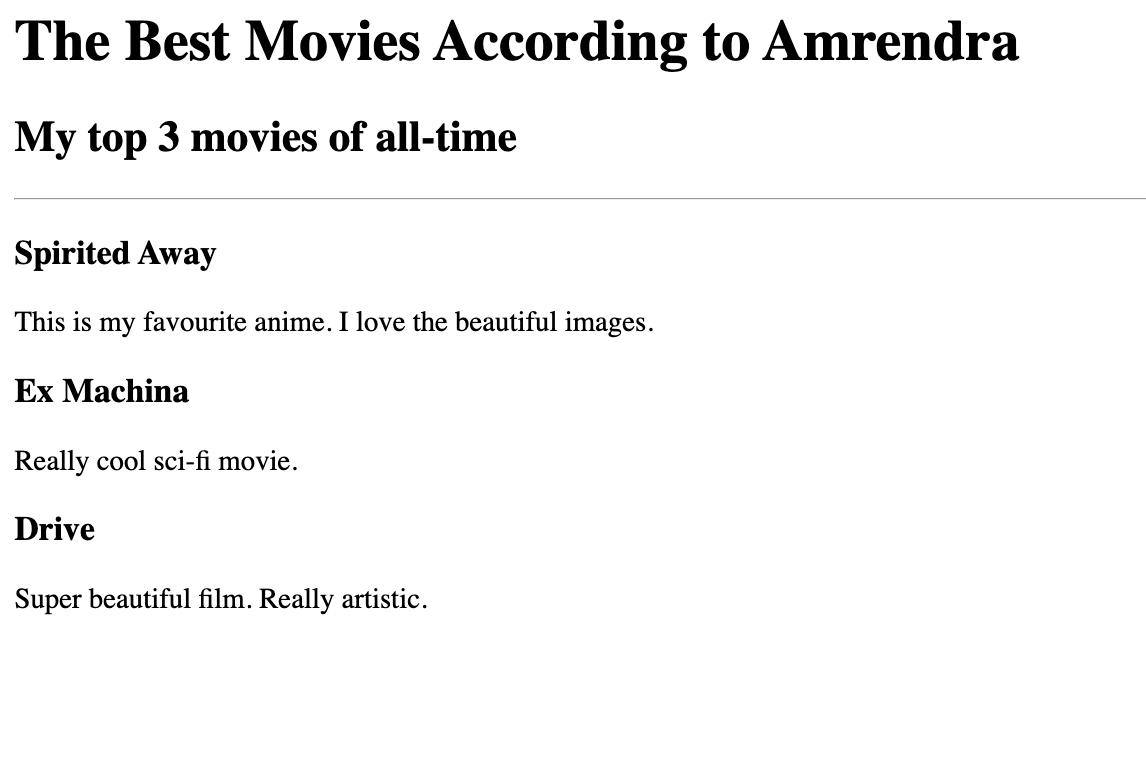 The Best Movies According to Amrendra
My top 3 movies of all-time
Spirited Away
This is my favourite anime. I love the beautiful images.
Ex Machina
Really cool sci-fi movie.
Drive
Super beautiful film. Really artistic.